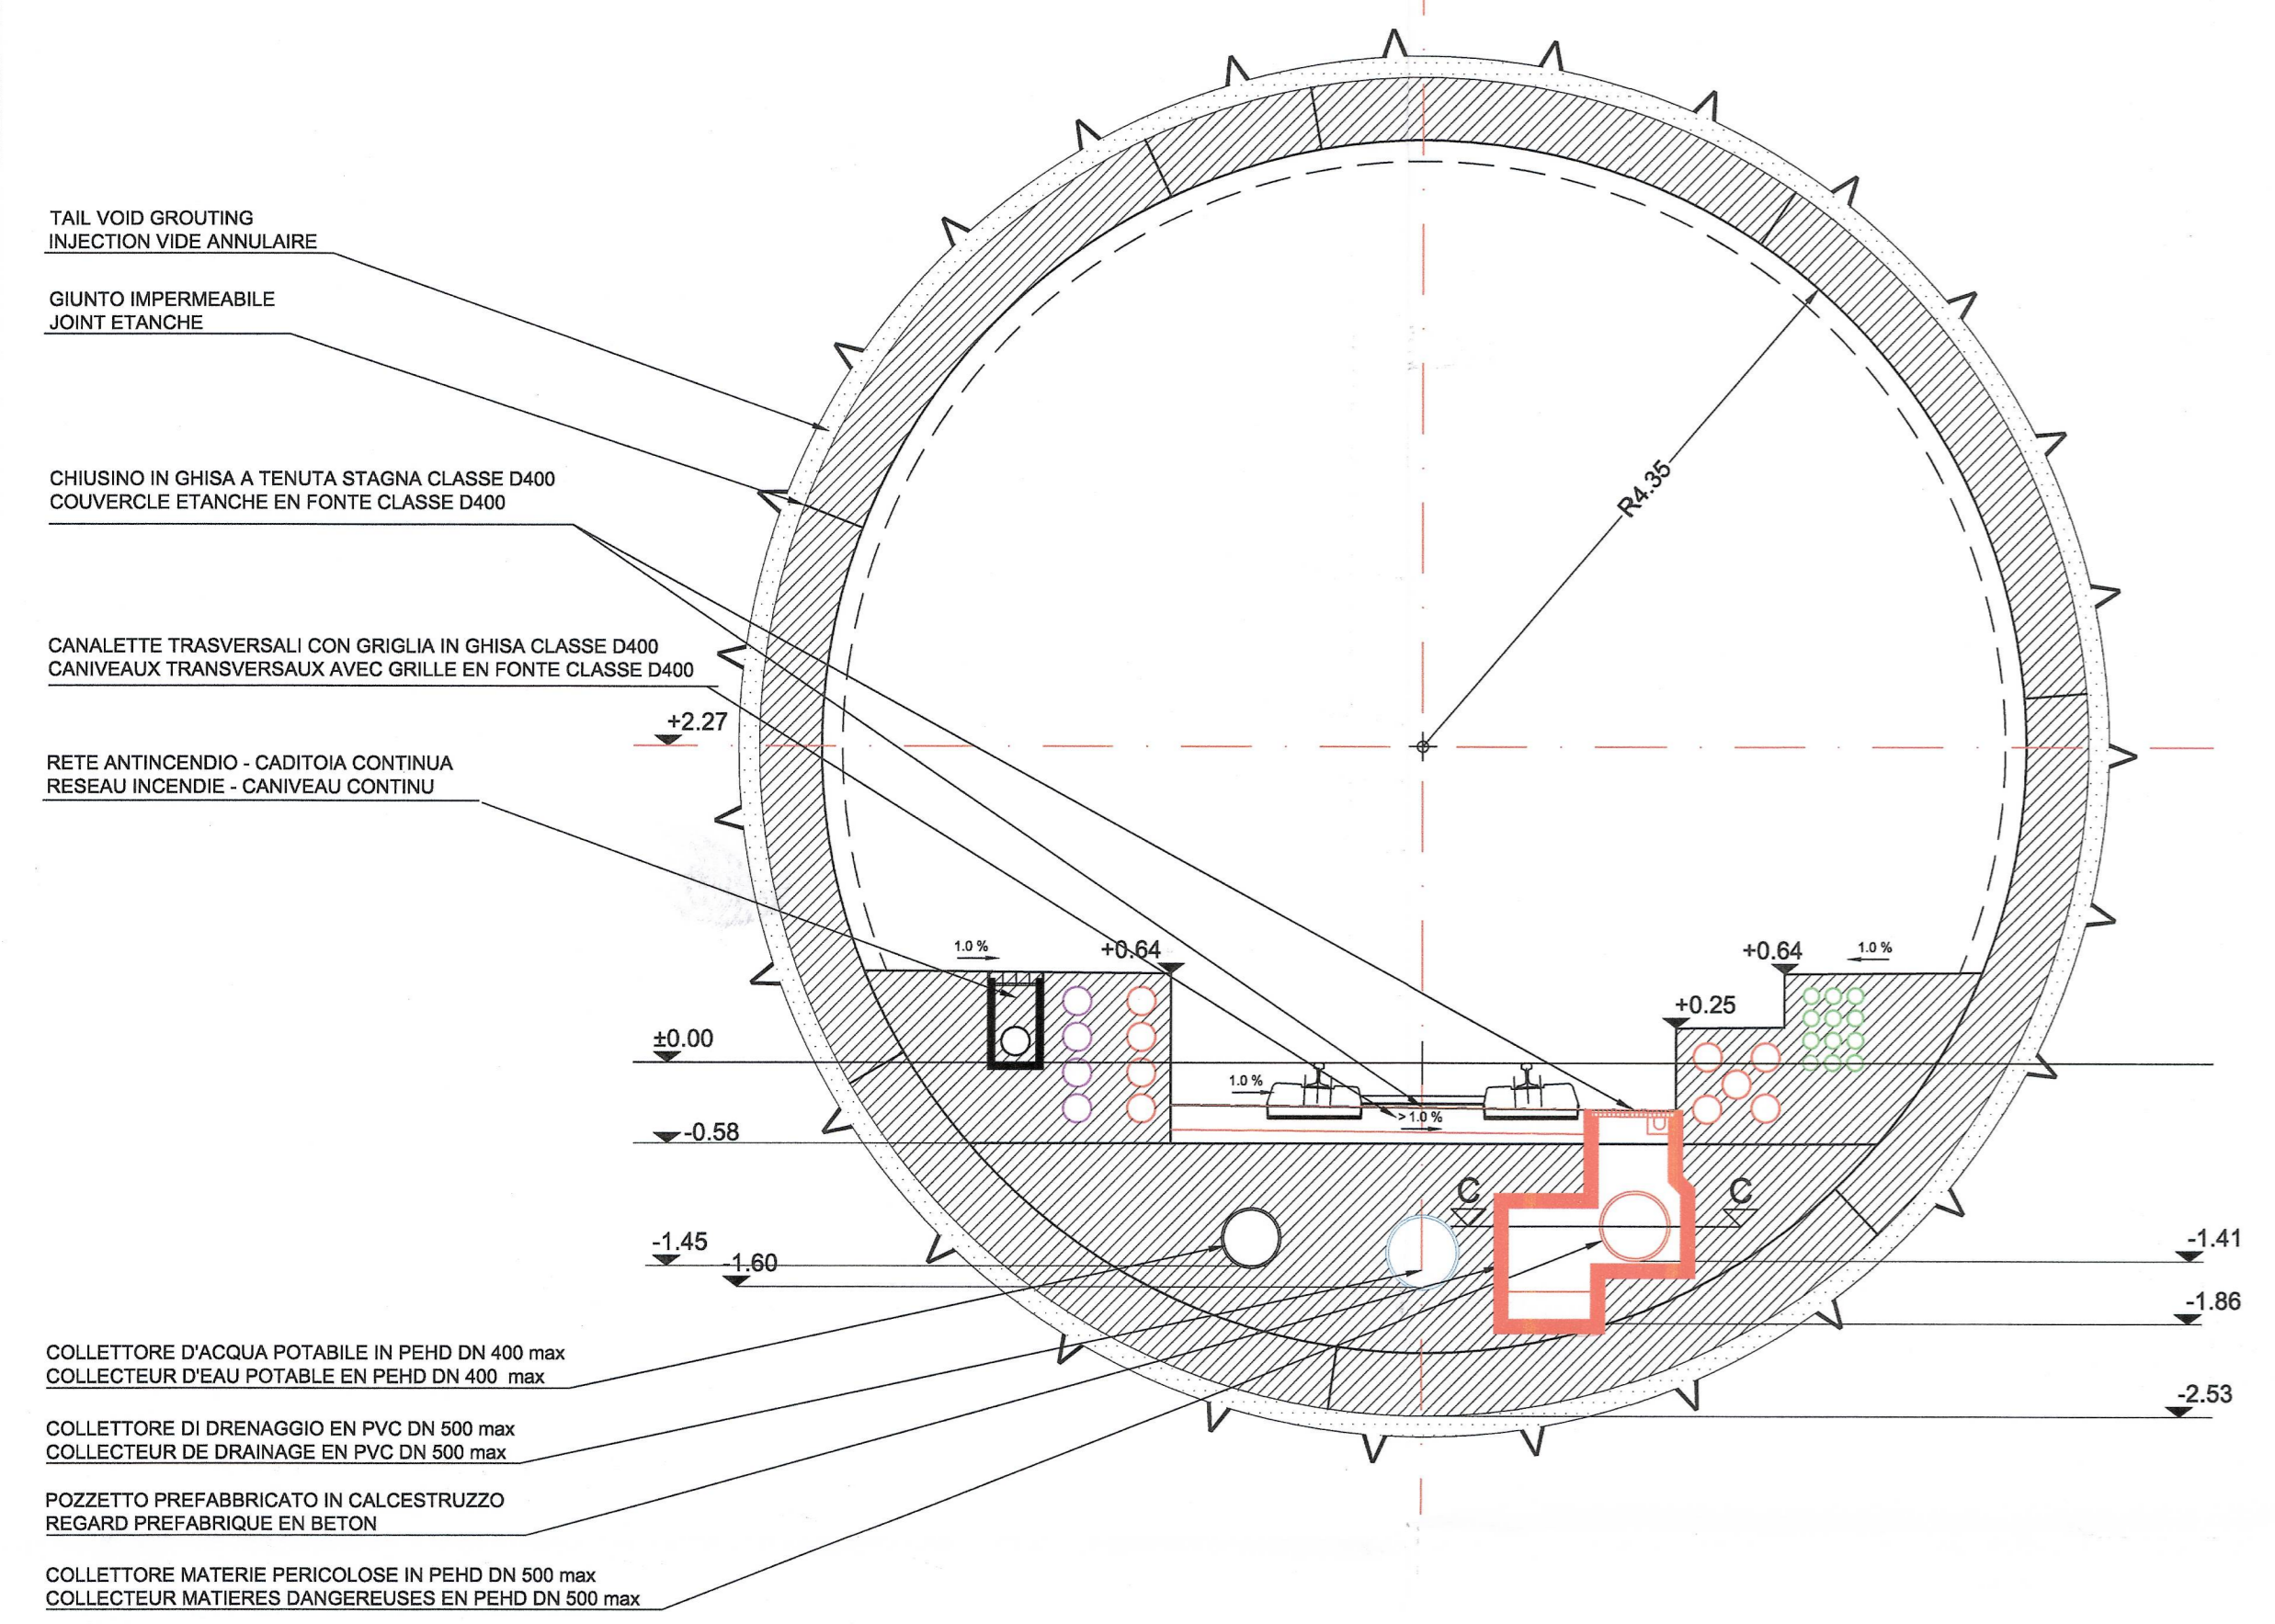 TAIL VOID GROUTING
INJECTION VIDE ANNULAIRE
GIUNTO IMPERMEABILE
JOINT ETANCHE
CHIUSINO IN GHISA A TENUTA STAGNA CLASSE D400
COUVERCLE ETANCHE EN FONTE CLASSE D400
R4.35
CANALETTE TRASVERSALI CON GRIGLIA IN GHISA CLASSE D400
CANIVEAUX TRANSVERSAUX AVEC GRILLE EN FONTE CLASSE D400
+2.27
RETE ANTINCENDIO - CADITOIA CONTINUA
RESEAU INCENDIE - CANIVEAU CONTINU
1.0 %
+0.64
+0.64
1.0 %
+0.25
±0.00
1.0 %
> 1.0 %
-0.58
C
C
-1.45
-1.41
-1.60
-1.86
COLLETTORE D'ACQUA POTABILE IN PEHD DN 400 max
COLLECTEUR D'EAU POTABLE EN PEHD DN 400 max
-2.53
COLLETTORE DI DRENAGGIO EN PVC DN 500 max
COLLECTEUR DE DRAINAGE EN PVC DN 500 max
POZZETTO PREFABBRICATO IN CALCESTRUZZO
REGARD PREFABRIQUE EN BETON
COLLETTORE MATERIE PERICOLOSE IN PEHD DN 500 max
COLLECTEUR MATIERES DANGEREUSES EN PEHD DN 500 max